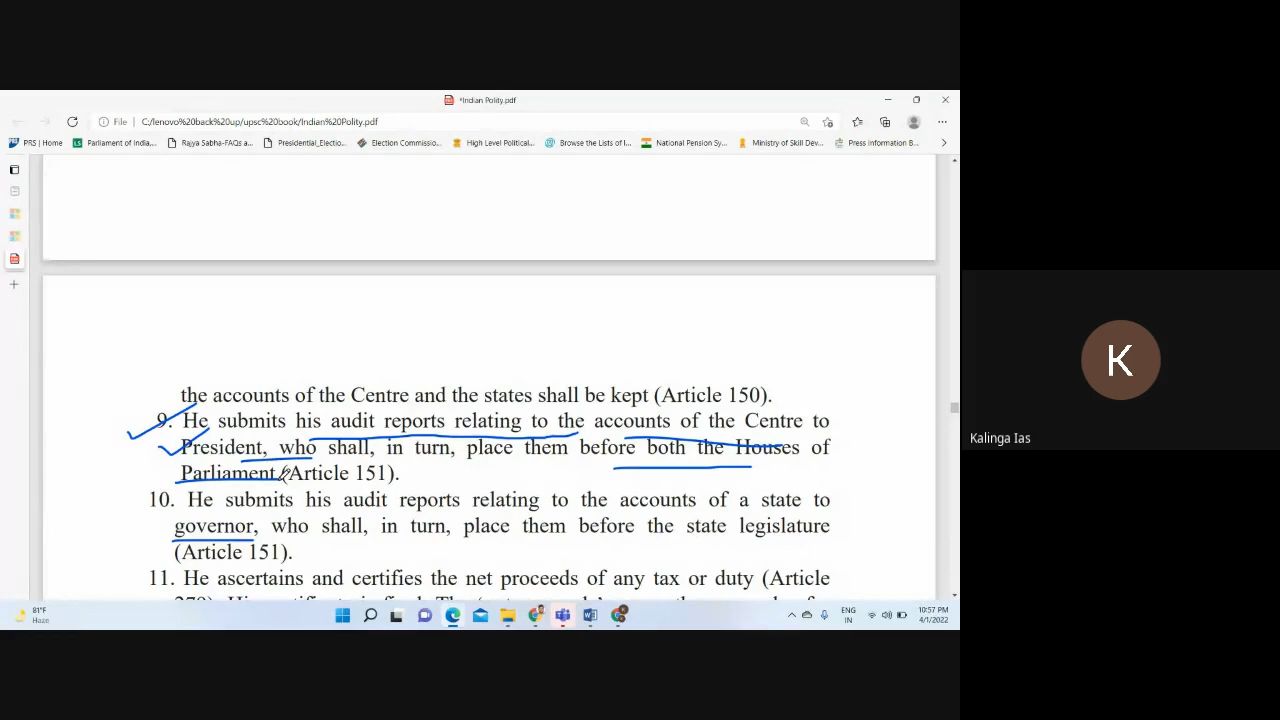 *Indian Polity.pdf
File | C:/lenovo%20back%20up/upsc%20book/Indian%20Polity.pdf
PRS | Home Parliament of India,... Rajya Sabha-FAQs a... Presidential_Electio... Election Commissio... High Level Political... Browse the Lists of I... National Pension Sy... Ministry of Skill Dev... Press Information B...
the accounts of the Centre and the states shall be kept (Article 150).
9. He submits his audit reports relating to the accounts of the Centre to
President, who shall, in turn, place them before both the Houses of
Parliament (Article 151).
10. He submits his audit reports relating to the accounts of a state to
governor, who shall, in turn, place them before the state legislature
(Article 151).
11. He ascertains and certifies the net proceeds of any tax or duty (Article
K
Kalinga Ias
81°F
Haze
ENG
IN
10:57 PM
4/1/2022